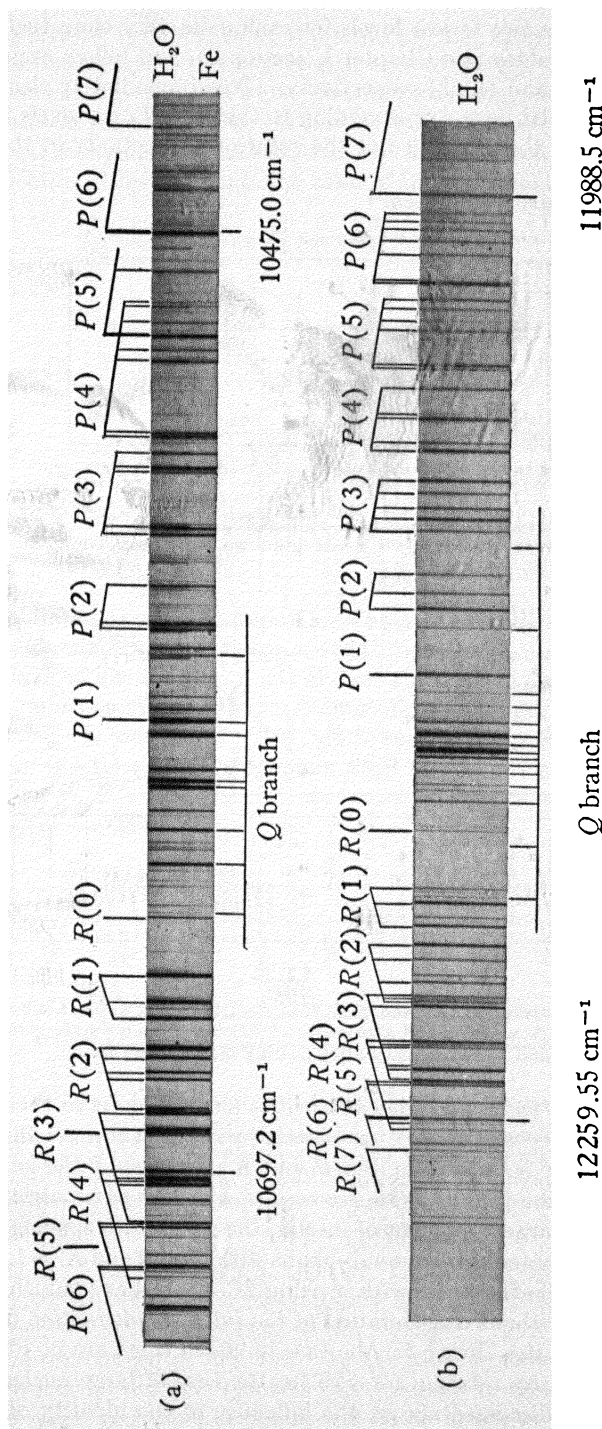 R(6) R(5) R(4) R(3) R(2) R(1) R(0) P(1) P(2) P(3) P(4) P(5) P(6) P(7)
H₂O
Fe
(a)
10697.2 cm⁻¹ Q branch 10475.0 cm⁻¹
R(7) R(6) R(5) R(4) R(3) R(2) R(1) R(0) P(1) P(2) P(3) P(4) P(5) P(6) P(7)
H₂O
(b)
12259.55 cm⁻¹ Q branch 11988.5 cm⁻¹